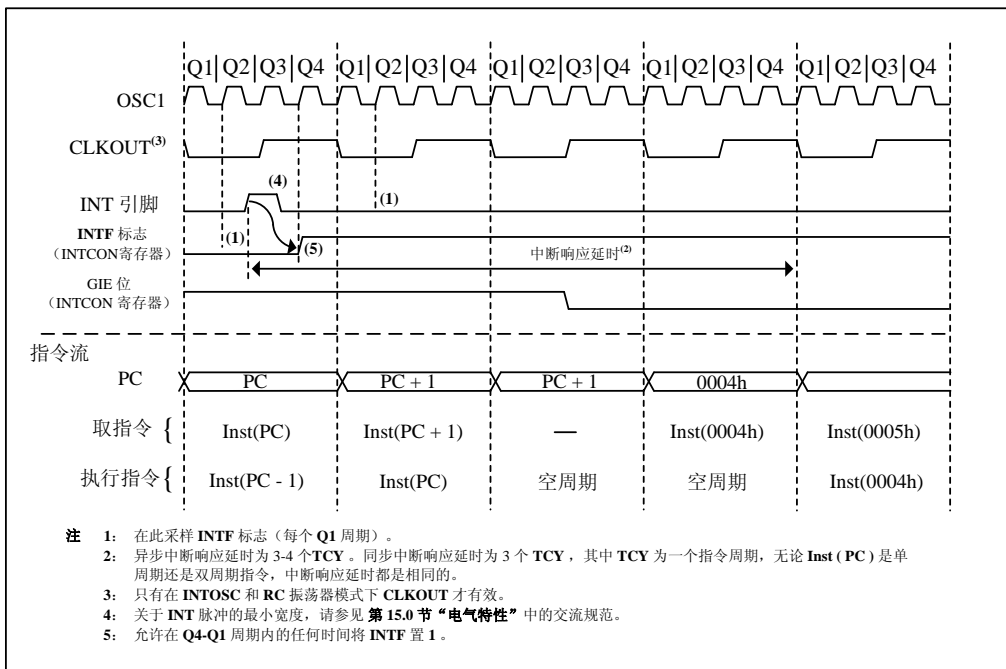 Q1 Q2 Q3 Q4 Q1 Q2 Q3 Q4 Q1 Q2 Q3 Q4 Q1 Q2 Q3 Q4 Q1 Q2 Q3 Q4
OSC1
CLKOUT(3)
(4)
INT 引脚
(1)
INTF 标志
(INTCON寄存器)
(1)
(5)
中断响应延时(2)
GIE 位
(INTCON 寄存器)
指令流
PC
PC
PC + 1
PC + 1
0004h
取指令 {
Inst(PC)
Inst(PC + 1)
—
Inst(0004h)
Inst(0005h)
执行指令 {
Inst(PC - 1)
Inst(PC)
空周期
空周期
Inst(0004h)
注 1: 在此采样 INTF 标志（每个 Q1 周期）。
2: 异步中断响应延时为 3-4 个TCY 。同步中断响应延时为 3 个 TCY ，其中 TCY 为一个指令周期，无论 Inst ( PC ) 是单
周期还是双周期指令，中断响应延时都是相同的。
3: 只有在 INTOSC 和 RC 振荡器模式下 CLKOUT 才有效。
4: 关于 INT 脉冲的最小宽度，请参见 第 15.0 节“电气特性”中的交流规范。
5: 允许在 Q4-Q1 周期内的任何时间将 INTF 置 1 。